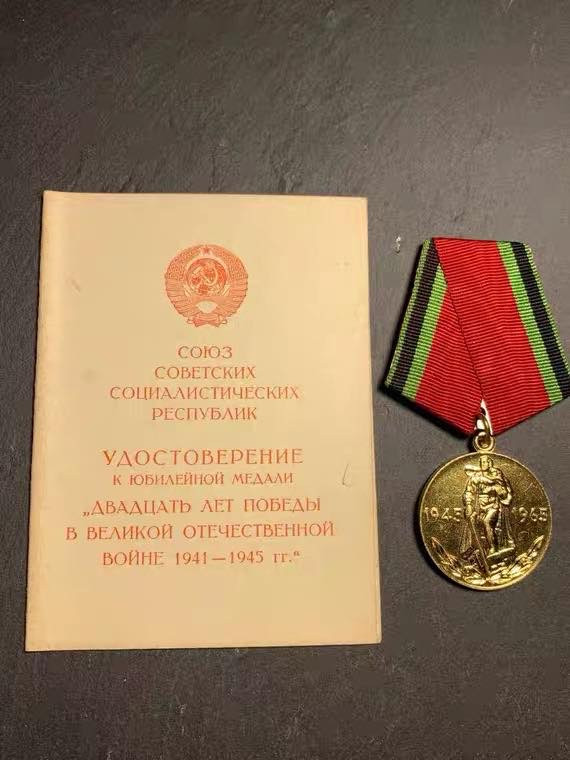 СОЮЗ
СОВЕТСКИХ
СОЦИАЛИСТИЧЕСКИХ
РЕСПУБЛИК
УДОСТОВЕРЕНИЕ
К ЮБИЛЕЙНОЙ МЕДАЛИ
„ДВАДЦАТЬ ЛЕТ ПОБЕДЫ
В ВЕЛИКОЙ ОТЕЧЕСТВЕННОЙ
ВОЙНЕ 1941—1945 гг.“
1945 1965